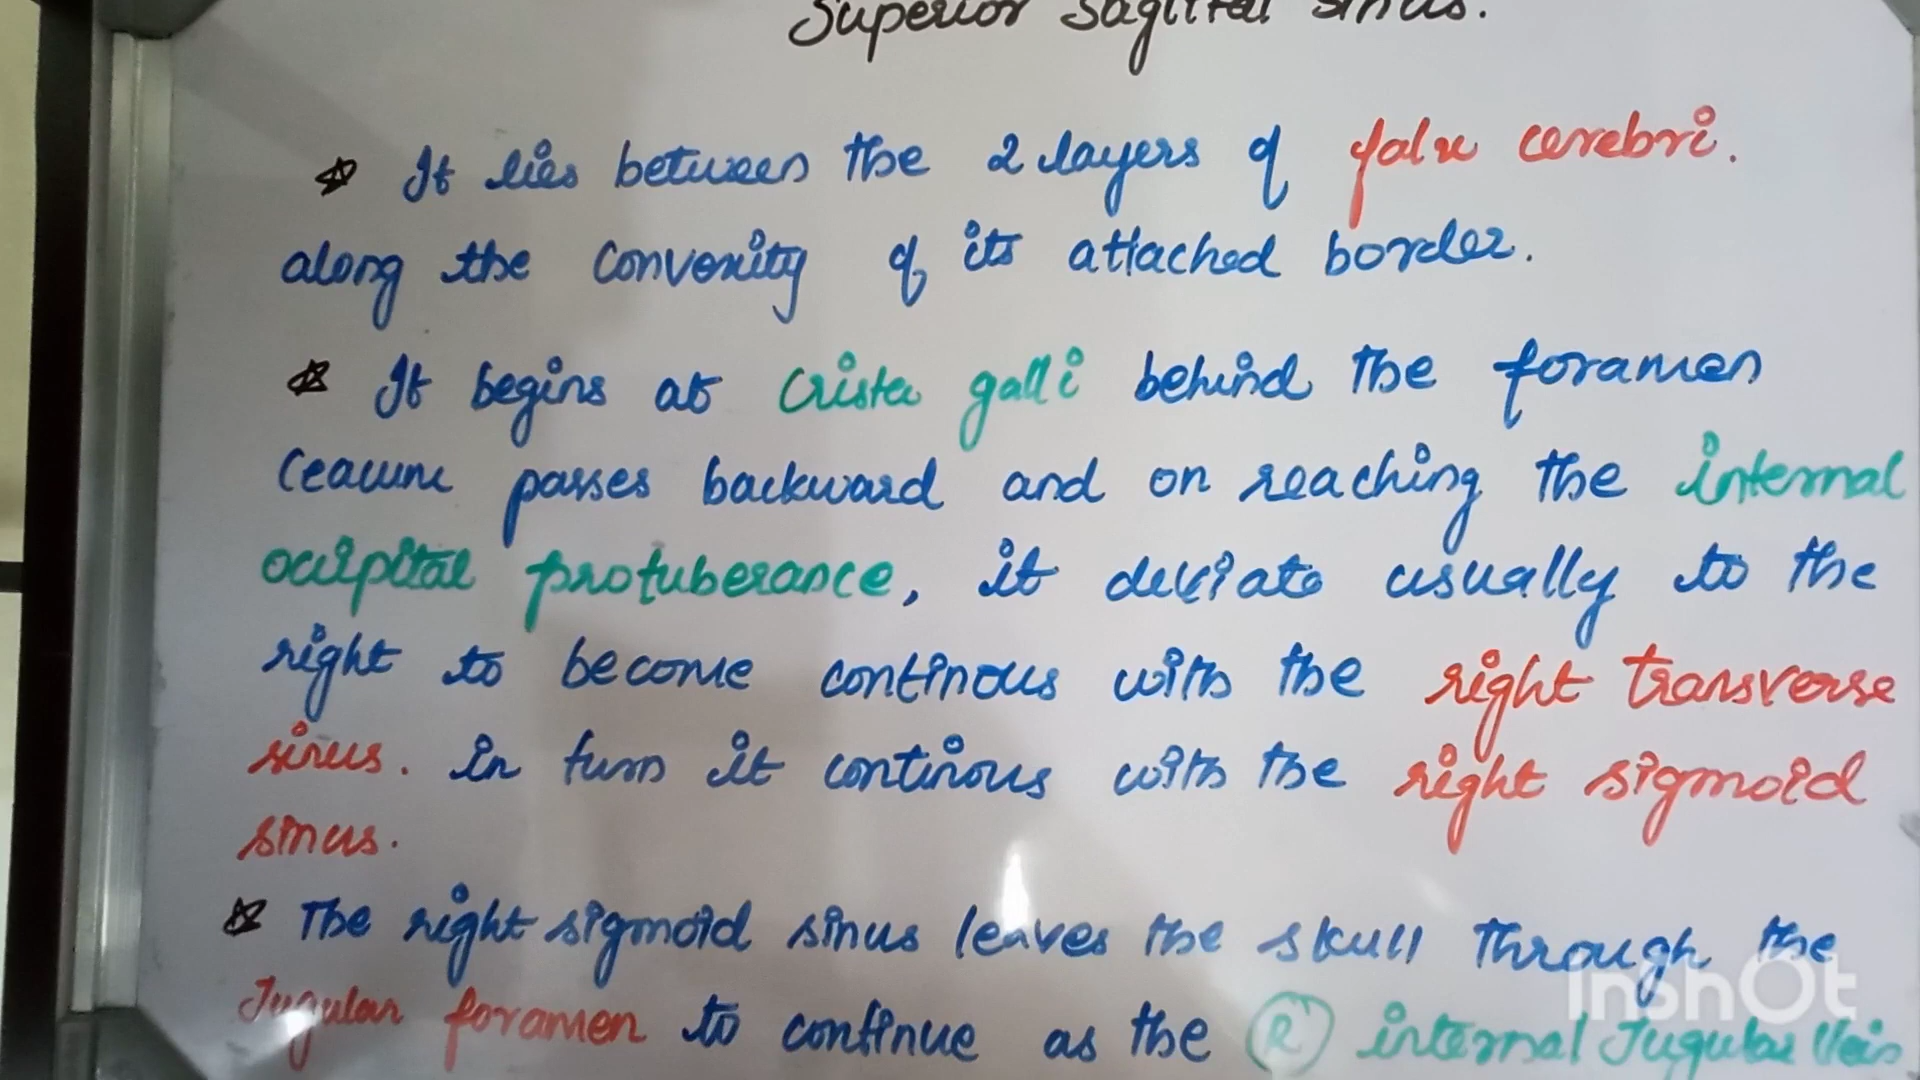 Superior Sagittal sinus.
It lies between the 2 layers of falx cerebri.
along the convexity of its attached border.
It begins at Crista galli behind the foramen
Ceacum passes backward and on reaching the internal
occipital protuberance, it deviate usually to the
right to become continous with the right transverse
sinus. In turn it continous with the right sigmoid
sinus.
The right sigmoid sinus leaves the skull through the
Jugular foramen to continue as the R internal Jugular Vein
InShOt